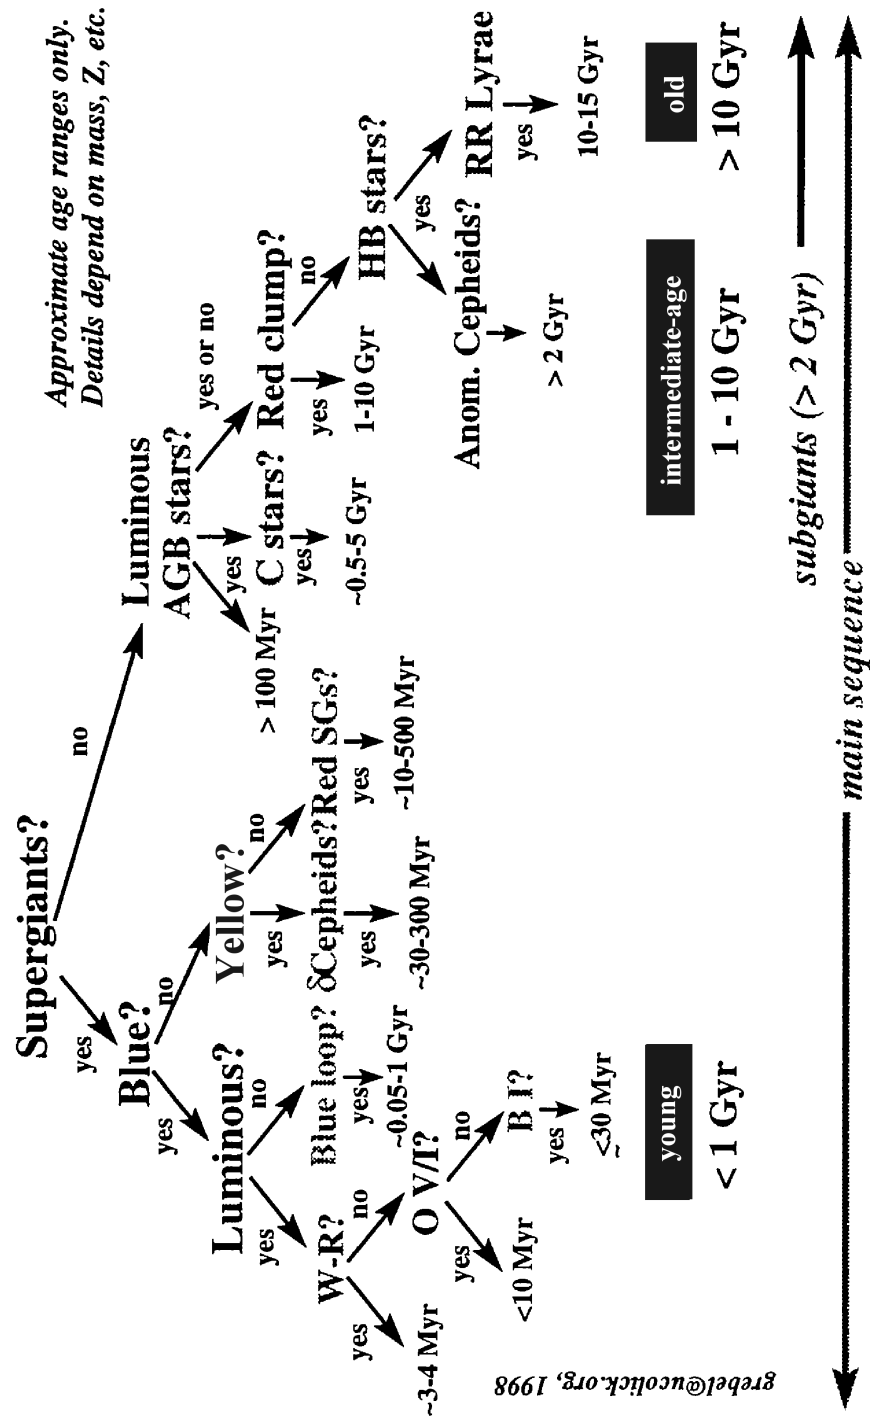 Approximate age ranges only.
Details depend on mass, Z, etc.
Supergiants?
yes
no
Blue?
Luminous
AGB stars?
yes
no
yes
yes or no
Luminous?
Yellow?
> 100 Myr
C stars?
Red clump?
yes
no
yes
no
yes
yes
no
W-R?
Blue loop?
δCepheids?
Red SGs?
~0.5-5 Gyr
1-10 Gyr
HB stars?
yes
no
yes
yes
yes
yes
~3-4 Myr
O V/I?
~0.05-1 Gyr
~30-300 Myr
~10-500 Myr
Anom. Cepheids?
RR Lyrae
yes
no
yes
<10 Myr
B I?
> 2 Gyr
10-15 Gyr
yes
<30 Myr
~
young
intermediate-age
old
< 1 Gyr
1 - 10 Gyr
> 10 Gyr
subgiants (> 2 Gyr)
main sequence
grebel@ucolick.org, 1998